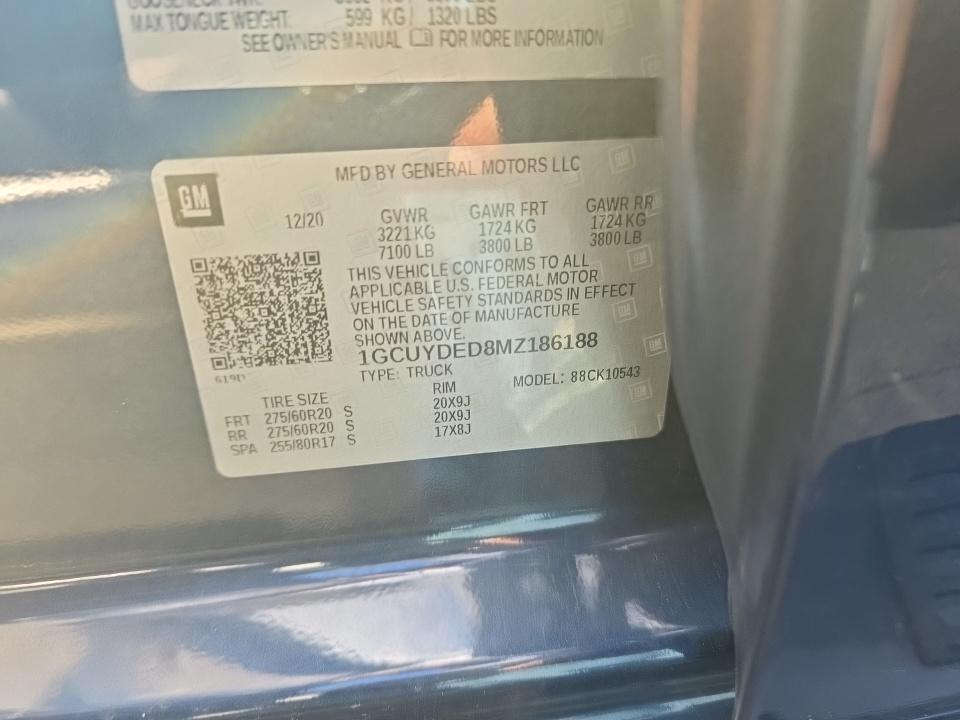 MAX TONGUE WEIGHT: 599 KG/ 1320 LBS
SEE OWNER'S MANUAL FOR MORE INFORMATION
MFD BY GENERAL MOTORS LLC
GM
12/20
GVWR GAWR FRT GAWR RR
3221 KG 1724 KG 1724 KG
7100 LB 3800 LB 3800 LB
THIS VEHICLE CONFORMS TO ALL
APPLICABLE U.S. FEDERAL MOTOR
VEHICLE SAFETY STANDARDS IN EFFECT
ON THE DATE OF MANUFACTURE
SHOWN ABOVE.
1GCUYDED8MZ186188
TYPE: TRUCK MODEL: 88CK10543
TIRE SIZE RIM
FRT 275/60R20 S 20X9J
RR 275/60R20 S 20X9J
SPA 255/80R17 S 17X8J